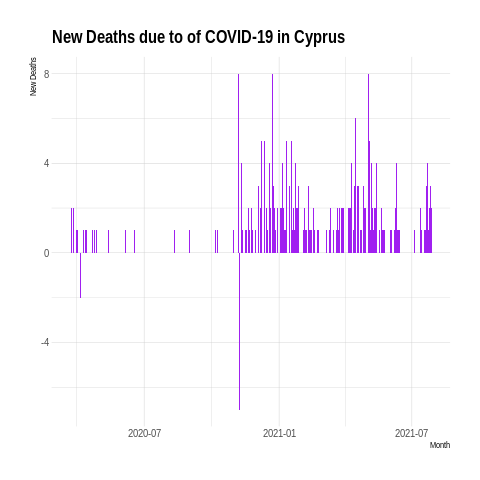 New Deaths due to of COVID-19 in Cyprus
New Deaths
8
4
0
-4
2020-07
2021-01
2021-07
Month